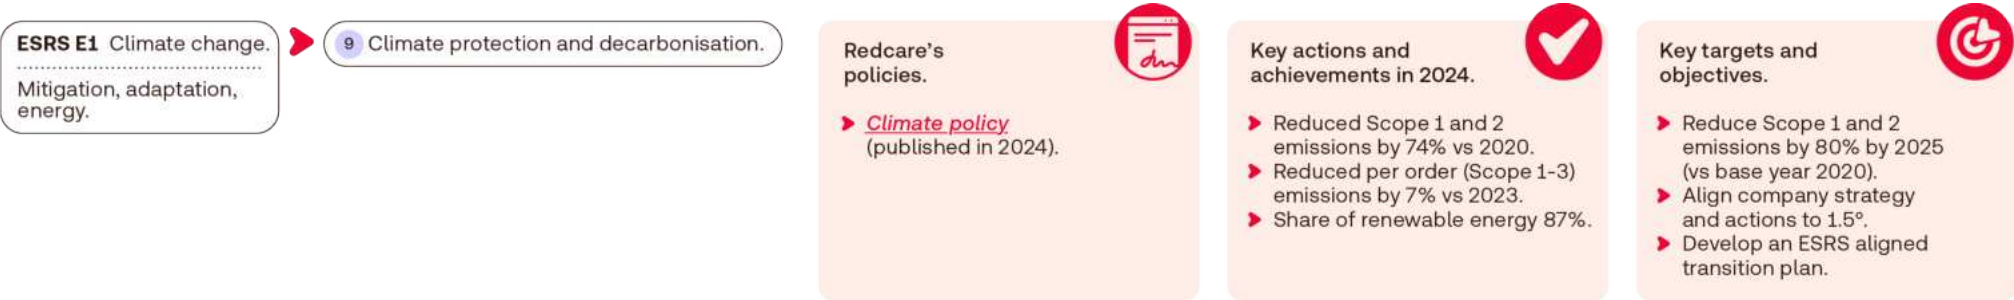 ESRS E1 Climate change.
Mitigation, adaptation,
energy.
9 Climate protection and decarbonisation.
Redcare's
policies.
Climate policy
(published in 2024).
Key actions and
achievements in 2024.
Reduced Scope 1 and 2
emissions by 74% vs 2020.
Reduced per order (Scope 1-3)
emissions by 7% vs 2023.
Share of renewable energy 87%.
Key targets and
objectives.
Reduce Scope 1 and 2
emissions by 80% by 2025
(vs base year 2020).
Align company strategy
and actions to 1.5°.
Develop an ESRS aligned
transition plan.